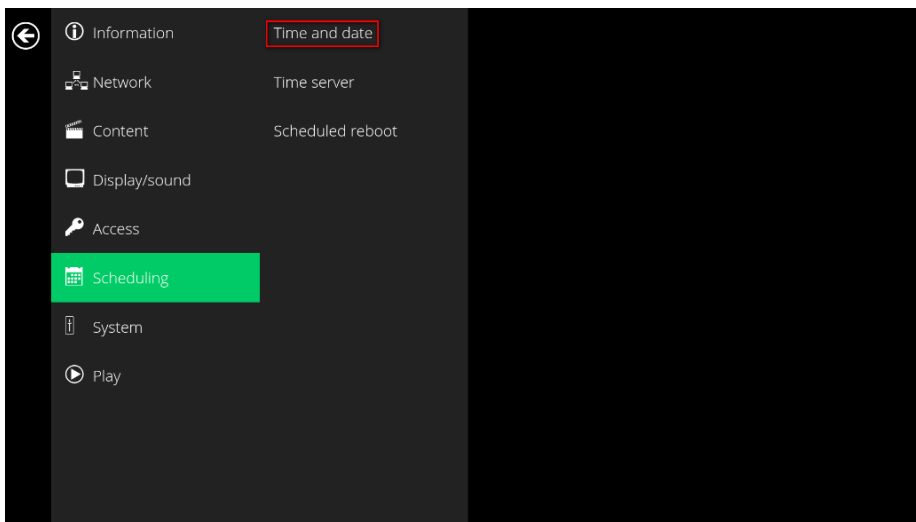 Information
Network
Content
Display/sound
Access
Scheduling
System
Play
Time and date
Time server
Scheduled reboot